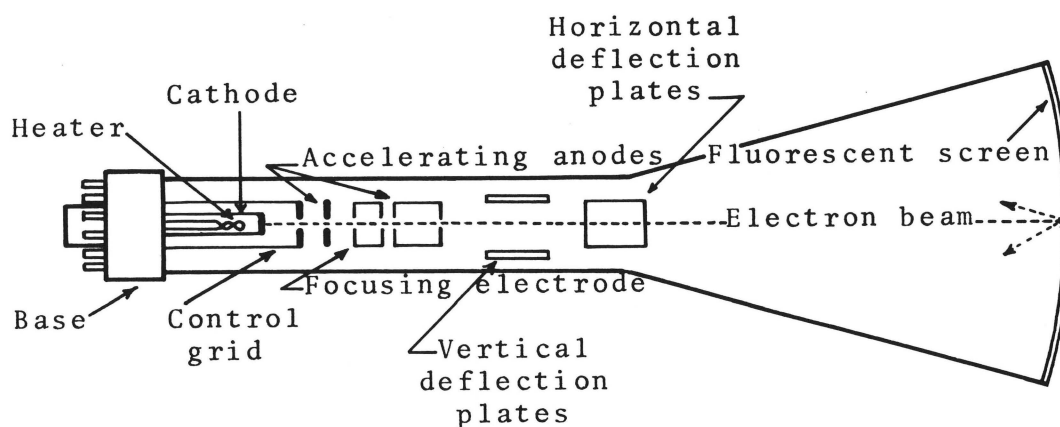 Horizontal
deflection
plates
Cathode
Heater
Accelerating anodes
Fluorescent screen
Electron beam
Focusing electrode
Base
Control
grid
Vertical
deflection
plates